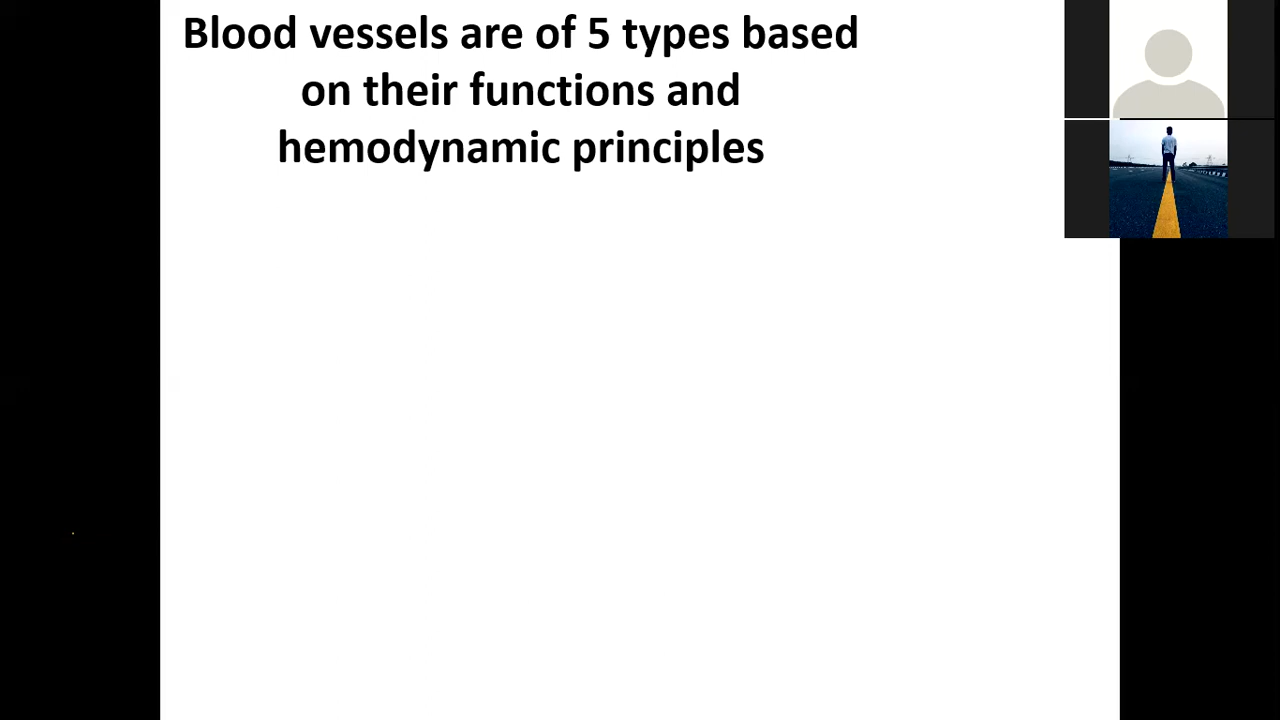 Blood vessels are of 5 types based
on their functions and
hemodynamic principles